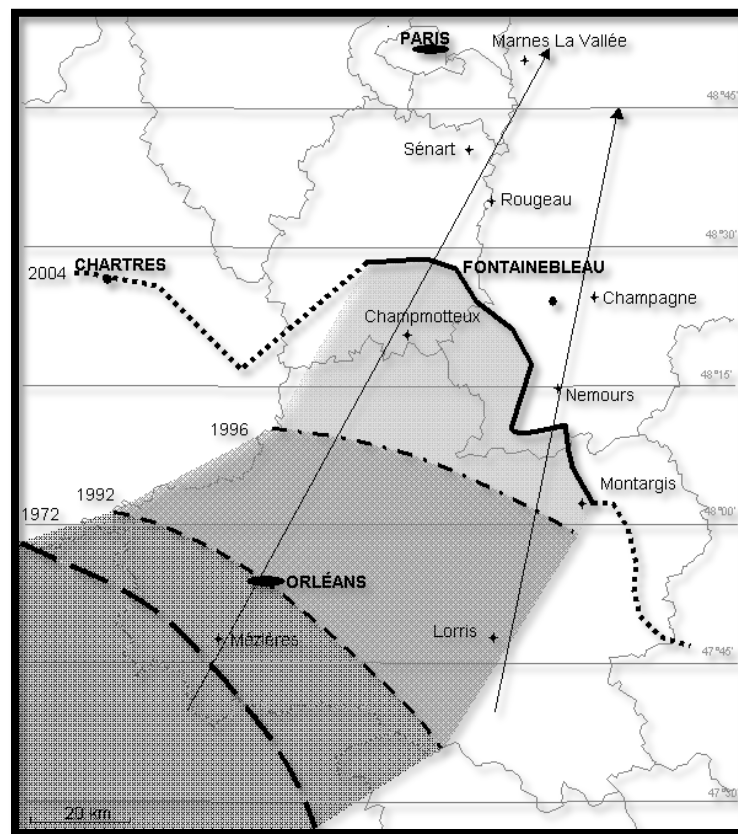 PARIS
Marnes La Vallée
48°45'
Sénart
Rougeau
48°30'
CHARTRES
FONTAINEBLEAU
2004
Champagne
Champmotteux
48°15'
Nemours
1996
Montargis
1992
1972
48°00'
ORLÉANS
Lorris
Mézières
47°45'
47°30'
20 km